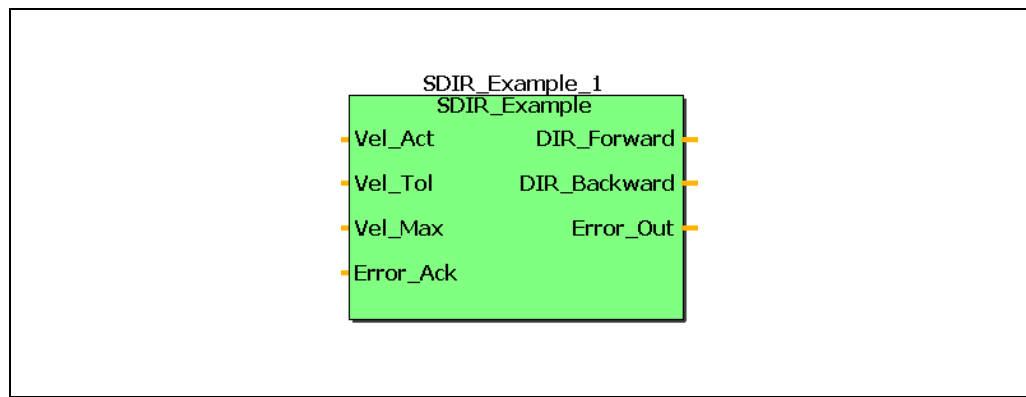 SDIR_Example_1
SDIR_Example
Vel_Act DIR_Forward
Vel_Tol DIR_Backward
Vel_Max Error_Out
Error_Ack